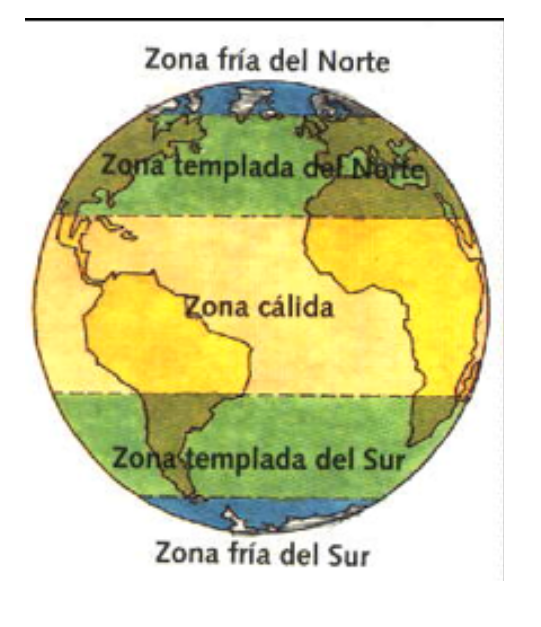 Zona fría del Norte
Zona templada del Norte
Zona cálida
Zona templada del Sur
Zona fría del Sur